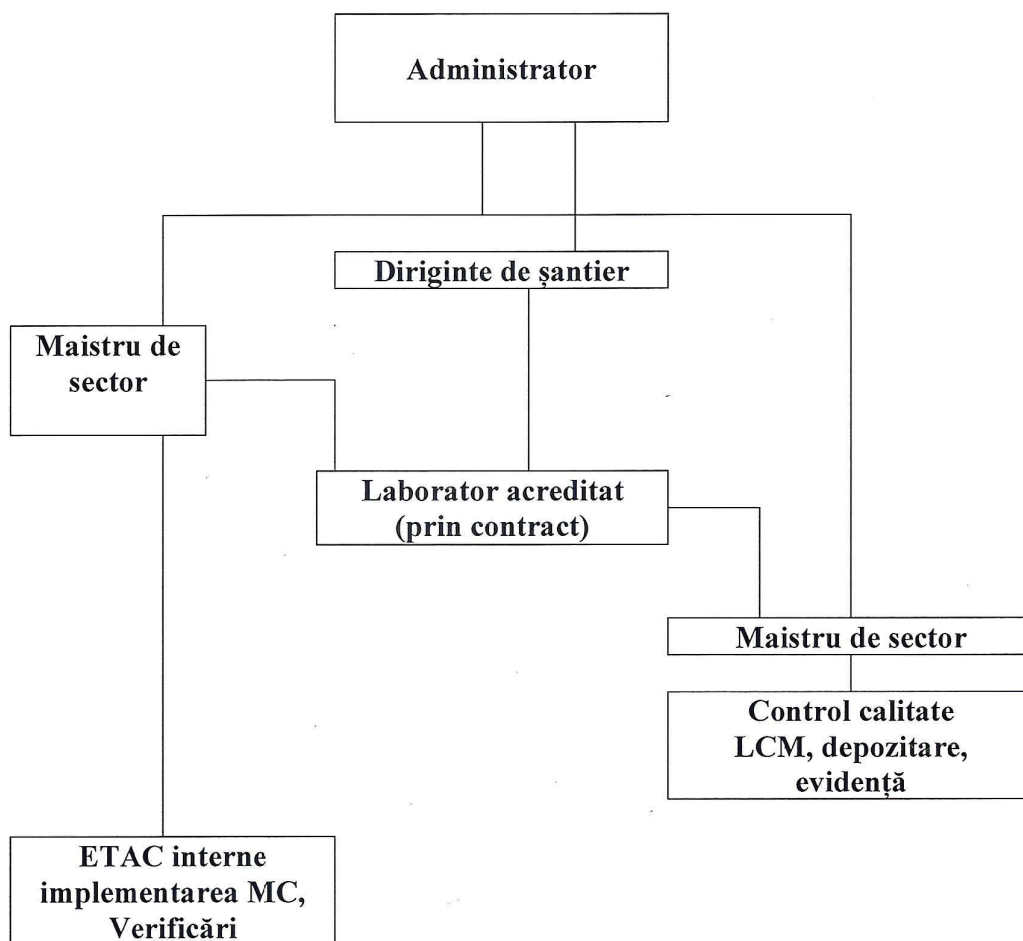 Administrator
Diriginte de șantier
Maistru de
sector
Laborator acreditat
(prin contract)
Maistru de sector
Control calitate
LCM, depozitare,
evidență
ETAC interne
implementarea MC,
Verificări